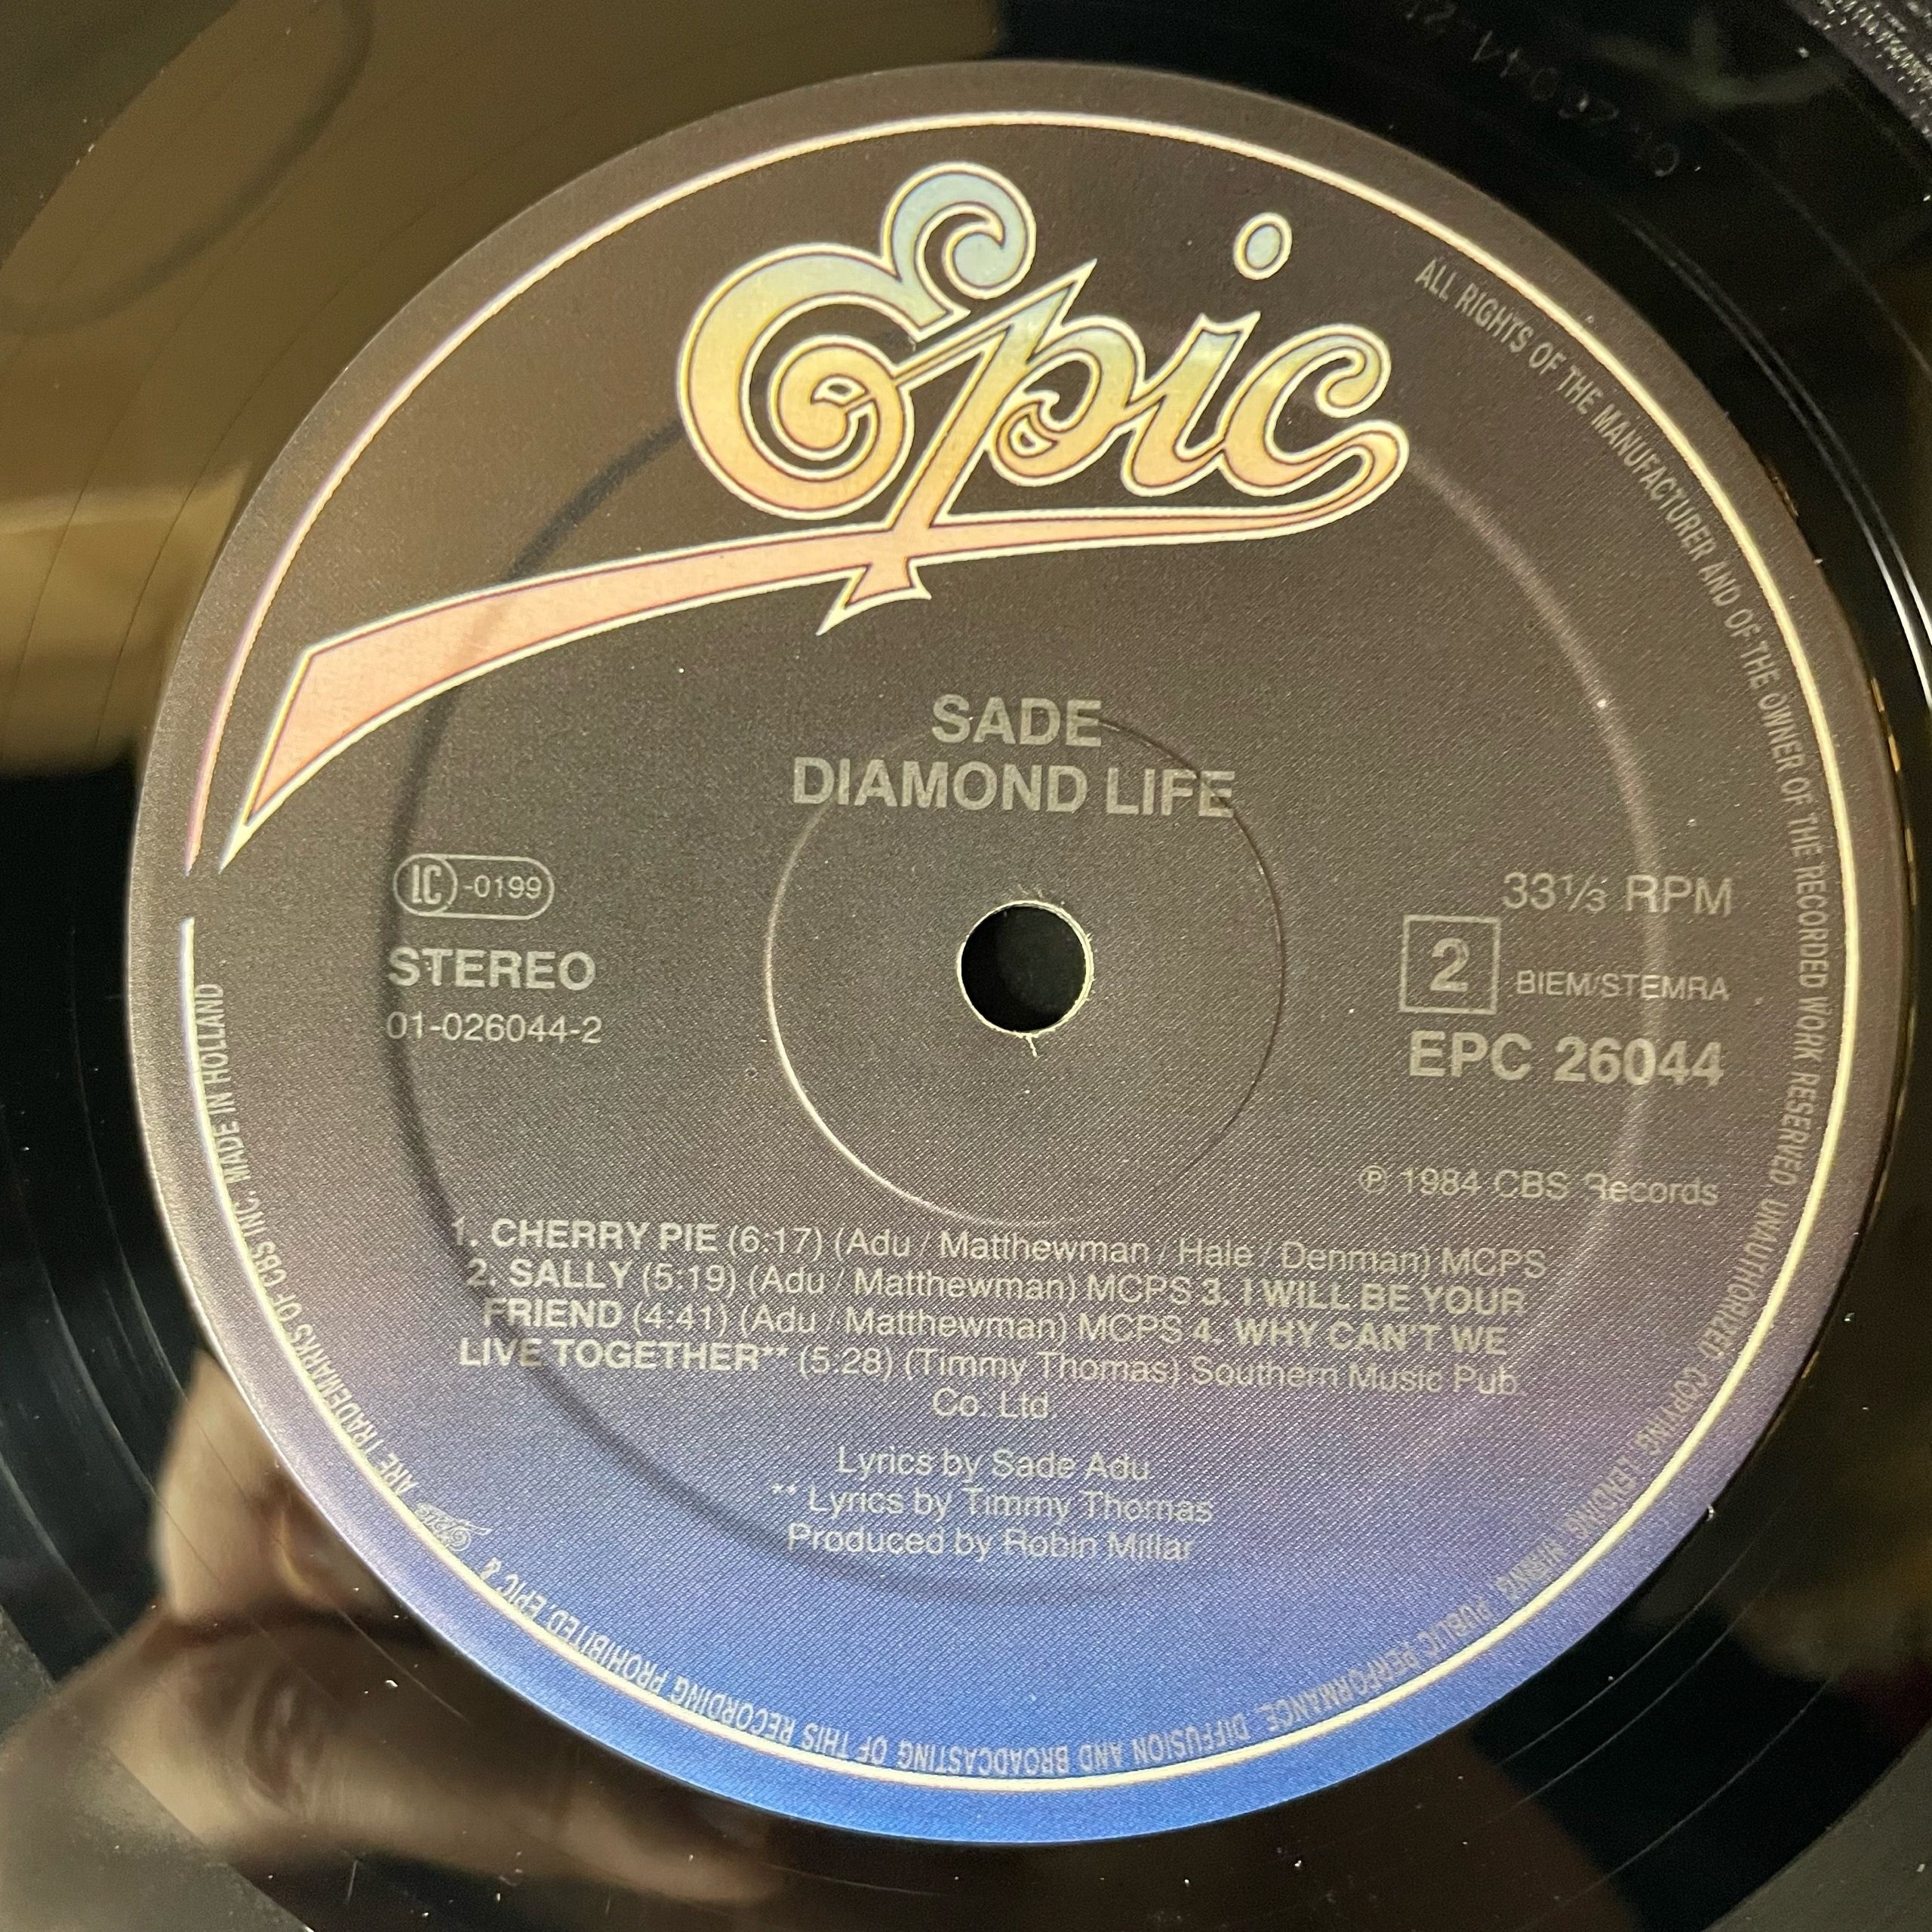 Epic
SADE
DIAMOND LIFE
LC-0199
STEREO
01-026044-2
33⅓ RPM
2
BIEM/STEMRA
EPC 26044
℗ 1984 CBS Records
1. CHERRY PIE (6:17) (Adu / Matthewman / Hale / Denman) MCPS
2. SALLY (5:19) (Adu / Matthewman) MCPS 3. I WILL BE YOUR
FRIEND (4:41) (Adu / Matthewman) MCPS 4. WHY CAN'T WE
LIVE TOGETHER** (5:28) (Timmy Thomas) Southern Music Pub
Co. Ltd.
Lyrics by Sade Adu
** Lyrics by Timmy Thomas
Produced by Robin Millar
ALL RIGHTS OF THE MANUFACTURER AND OF THE OWNER OF THE RECORDED WORK RESERVED. UNAUTHORIZED COPYING, LENDING, HIRING, PUBLIC PERFORMANCE, DIFFUSION AND BROADCASTING OF THIS RECORDING PROHIBITED. EPIC & Epic ARE TRADEMARKS OF CBS INC. MADE IN HOLLAND